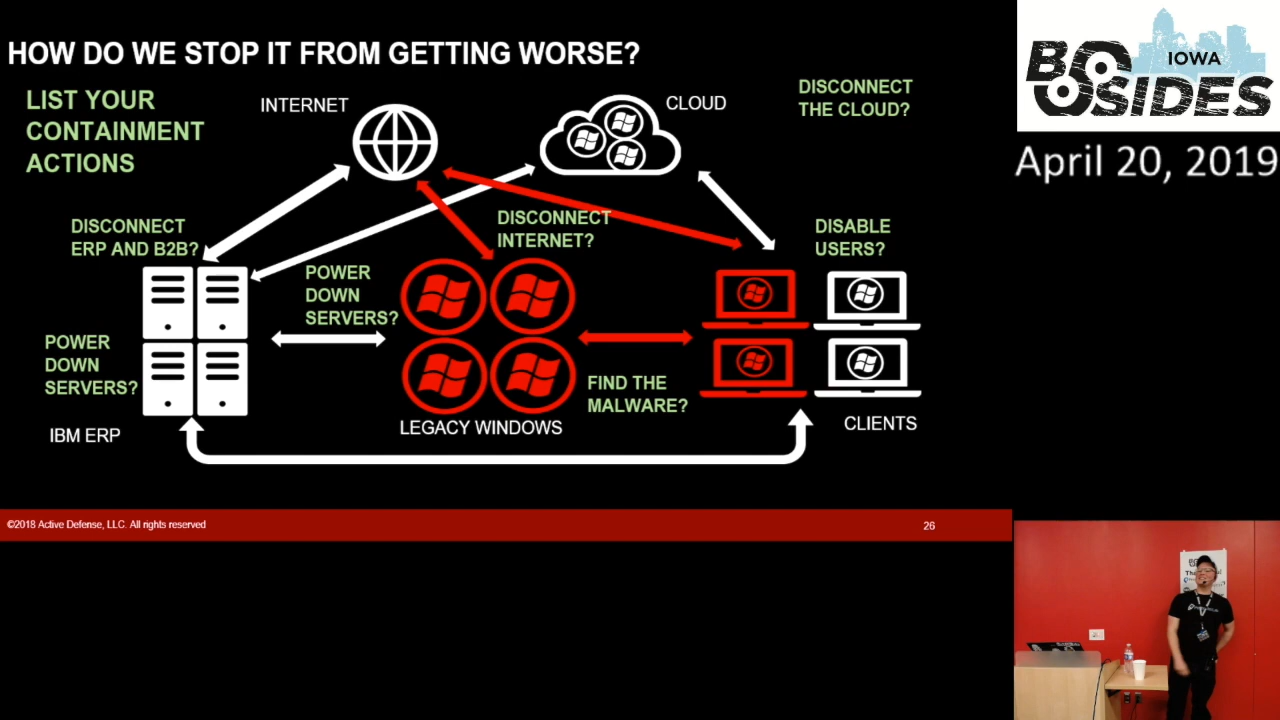 HOW DO WE STOP IT FROM GETTING WORSE?
LIST YOUR
CONTAINMENT
ACTIONS
INTERNET
CLOUD
DISCONNECT
THE CLOUD?
DISCONNECT
ERP AND B2B?
DISCONNECT
INTERNET?
DISABLE
USERS?
POWER
DOWN
SERVERS?
POWER
DOWN
SERVERS?
FIND THE
MALWARE?
IBM ERP
LEGACY WINDOWS
CLIENTS
©2018 Active Defense, LLC. All rights reserved
26
BSIDES
IOWA
April 20, 2019